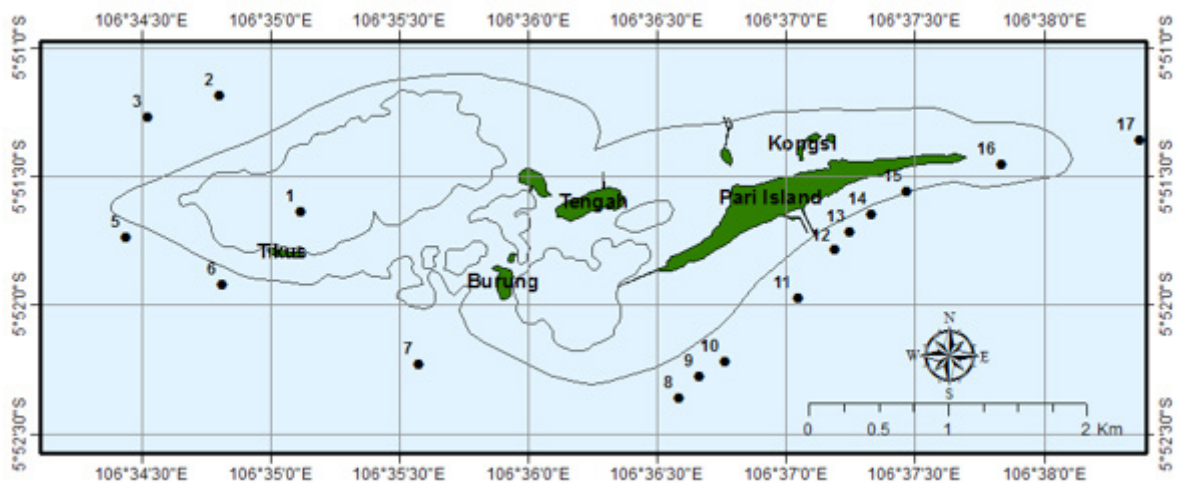 106°34'30"E 106°35'0"E 106°35'30"E 106°36'0"E 106°36'30"E 106°37'0"E 106°37'30"E 106°38'0"E
5°51'0"S 5°51'0"S
2
3
17
Kongsi
16
5°51'30"S 5°51'30"S
15
1 Tengah Pari Island 14
13
5 12
Tikus
6 Burung 11
5°52'0"S 5°52'0"S
N
7 10
9 W E
8
S
0 0.5 1 2 Km
5°52'30"S 5°52'30"S
106°34'30"E 106°35'0"E 106°35'30"E 106°36'0"E 106°36'30"E 106°37'0"E 106°37'30"E 106°38'0"E